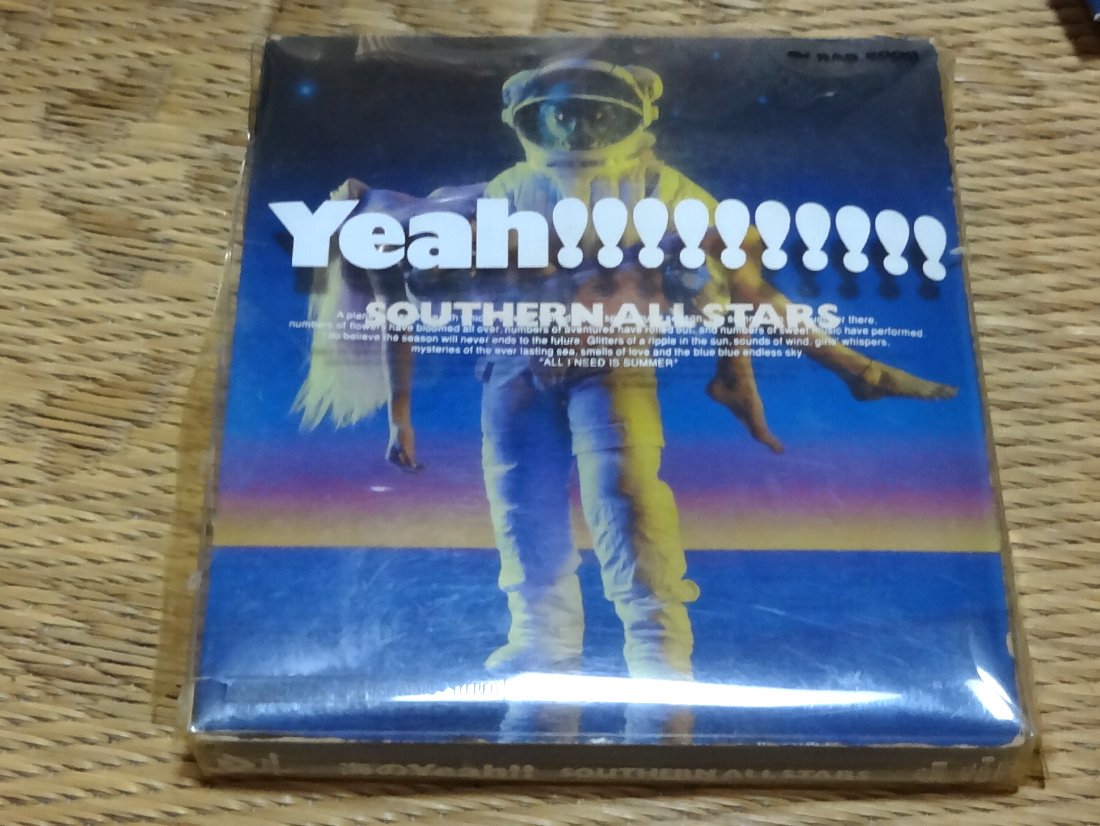 Yeah!!!!!!!!!!
SOUTHERN ALL STARS
there,
numbers of flowers have bloomed all over, numbers of aventures have rolled out, and numbers of sweet music have performed.
so believe the season will never ends to the future. Glitters of a ripple in the sun, sounds of wind, girls' whispers,
mysteries of the ever lasting sea, smells of love and the blue blue endless sky
"ALL I NEED IS SUMMER"
SOUTHERN ALL STARS